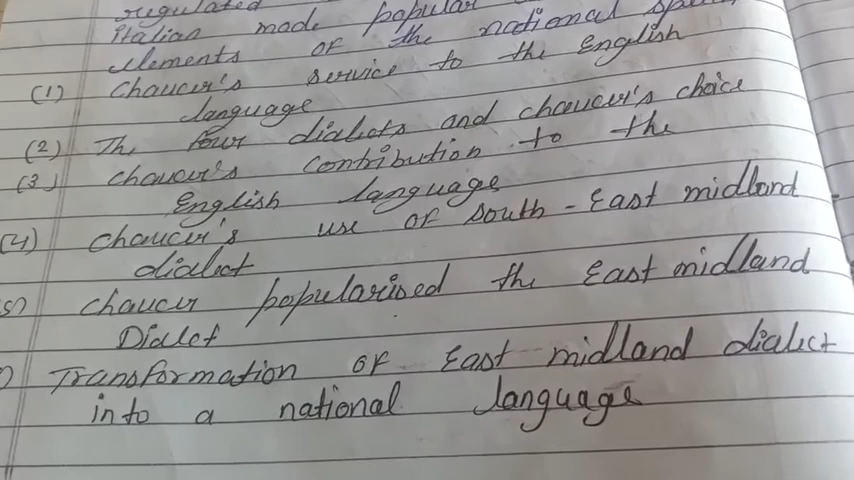 regulated
italian made popular
elements of the national
(1) Chaucer's service to the English
language
(2) The four dialects and chaucer's choice
(3) chaucer's contribution to the
English language
(4) chaucer's use of south - East midland
dialect
5) chaucer popularised the East midland
Dialct
) Transformation of East midland dialect
into a national language